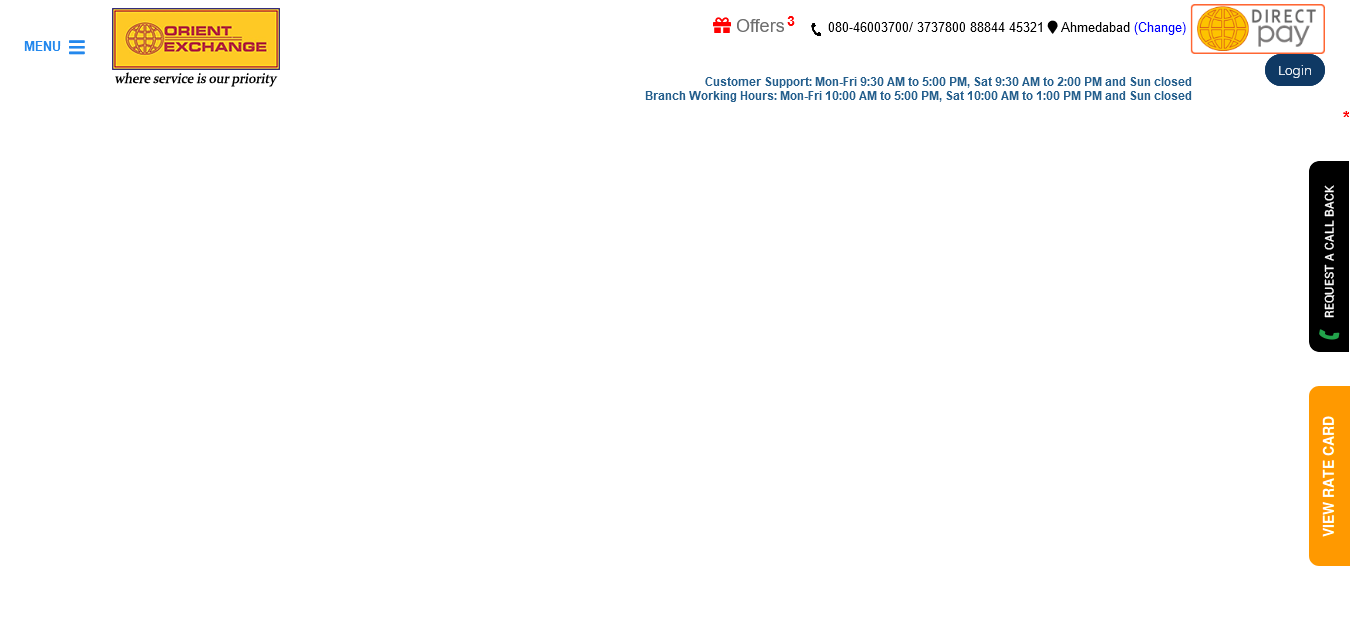 MENU
ORIENT
EXCHANGE
where service is our priority
Offers 3
080-46003700/ 3737800 88844 45321 Ahmedabad (Change)
DIRECT
pay
Login
Customer Support: Mon-Fri 9:30 AM to 5:00 PM, Sat 9:30 AM to 2:00 PM and Sun closed
Branch Working Hours: Mon-Fri 10:00 AM to 5:00 PM, Sat 10:00 AM to 1:00 PM PM and Sun closed
*
REQUEST A CALL BACK
VIEW RATE CARD